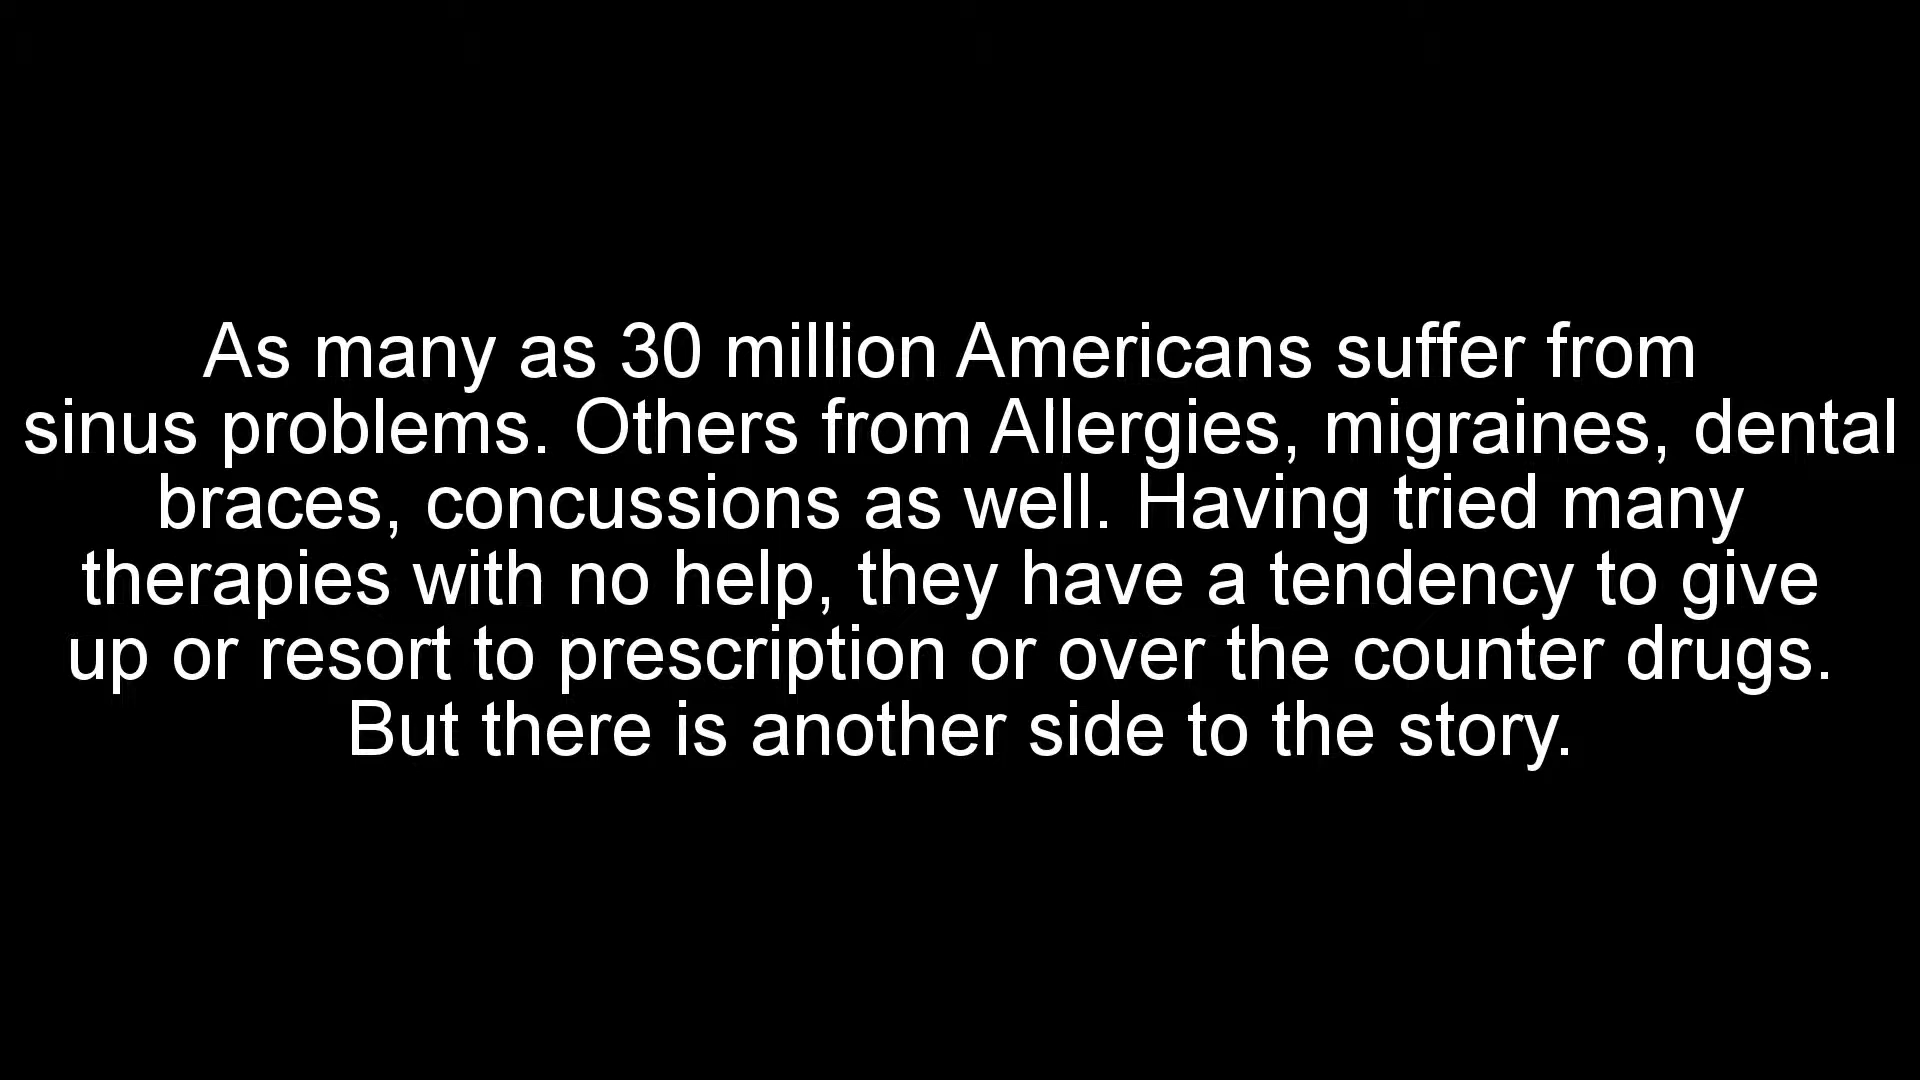 As many as 30 million Americans suffer from
sinus problems. Others from Allergies, migraines, dental
braces, concussions as well. Having tried many
therapies with no help, they have a tendency to give
up or resort to prescription or over the counter drugs.
But there is another side to the story.